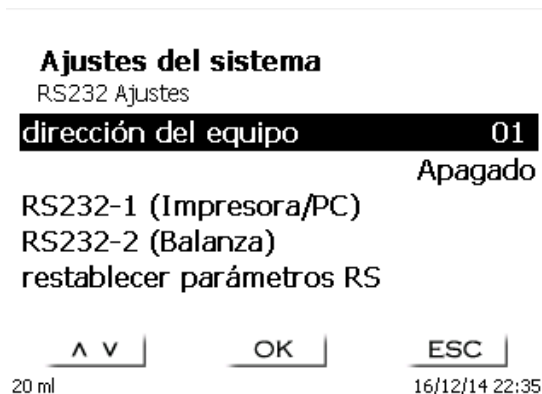 Ajustes del sistema
RS232 Ajustes
dirección del equipo 01
Apagado
RS232-1 (Impresora/PC)
RS232-2 (Balanza)
restablecer parámetros RS
∧ ∨ OK ESC
20 ml 16/12/14 22:35